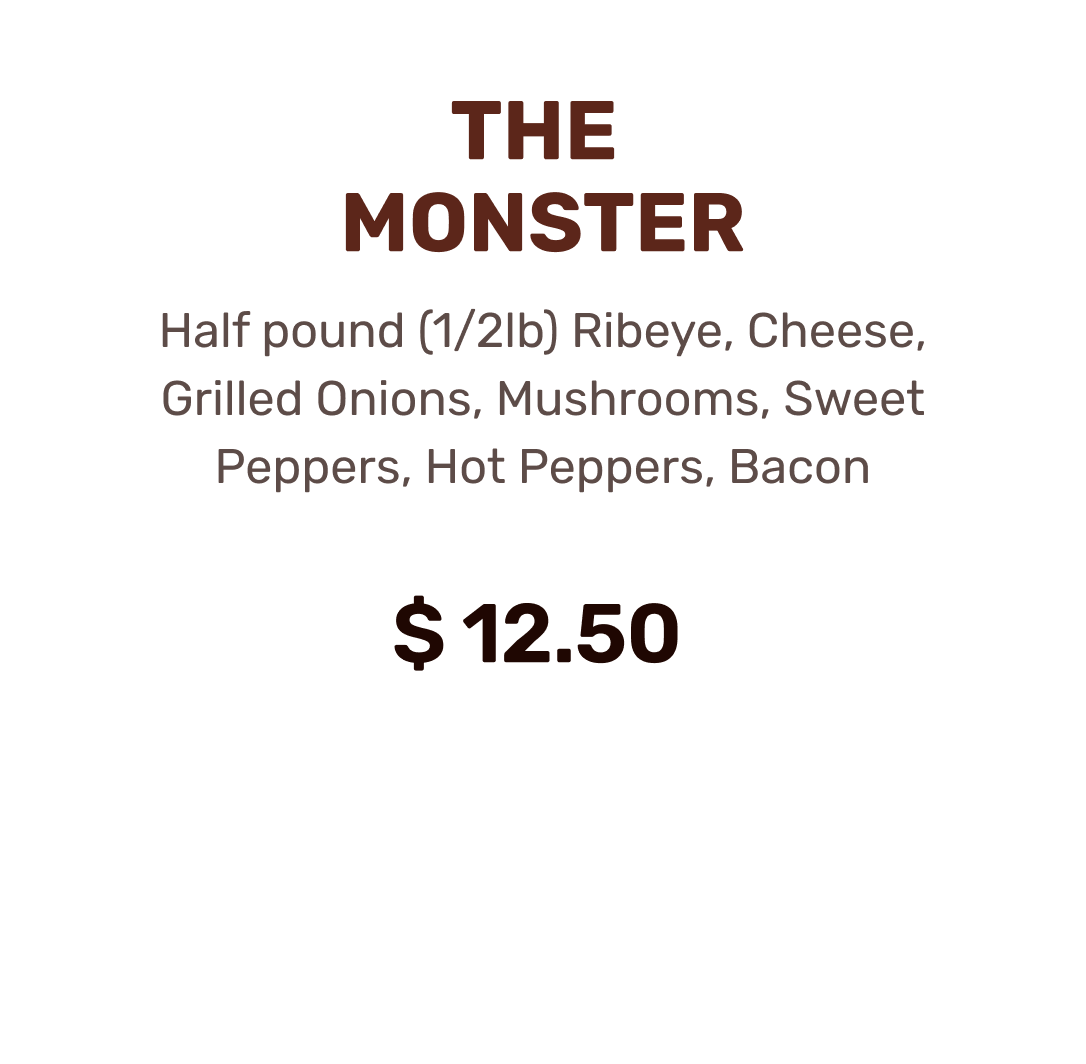 THE
MONSTER
Half pound (1/2lb) Ribeye, Cheese,
Grilled Onions, Mushrooms, Sweet
Peppers, Hot Peppers, Bacon
$ 12.50